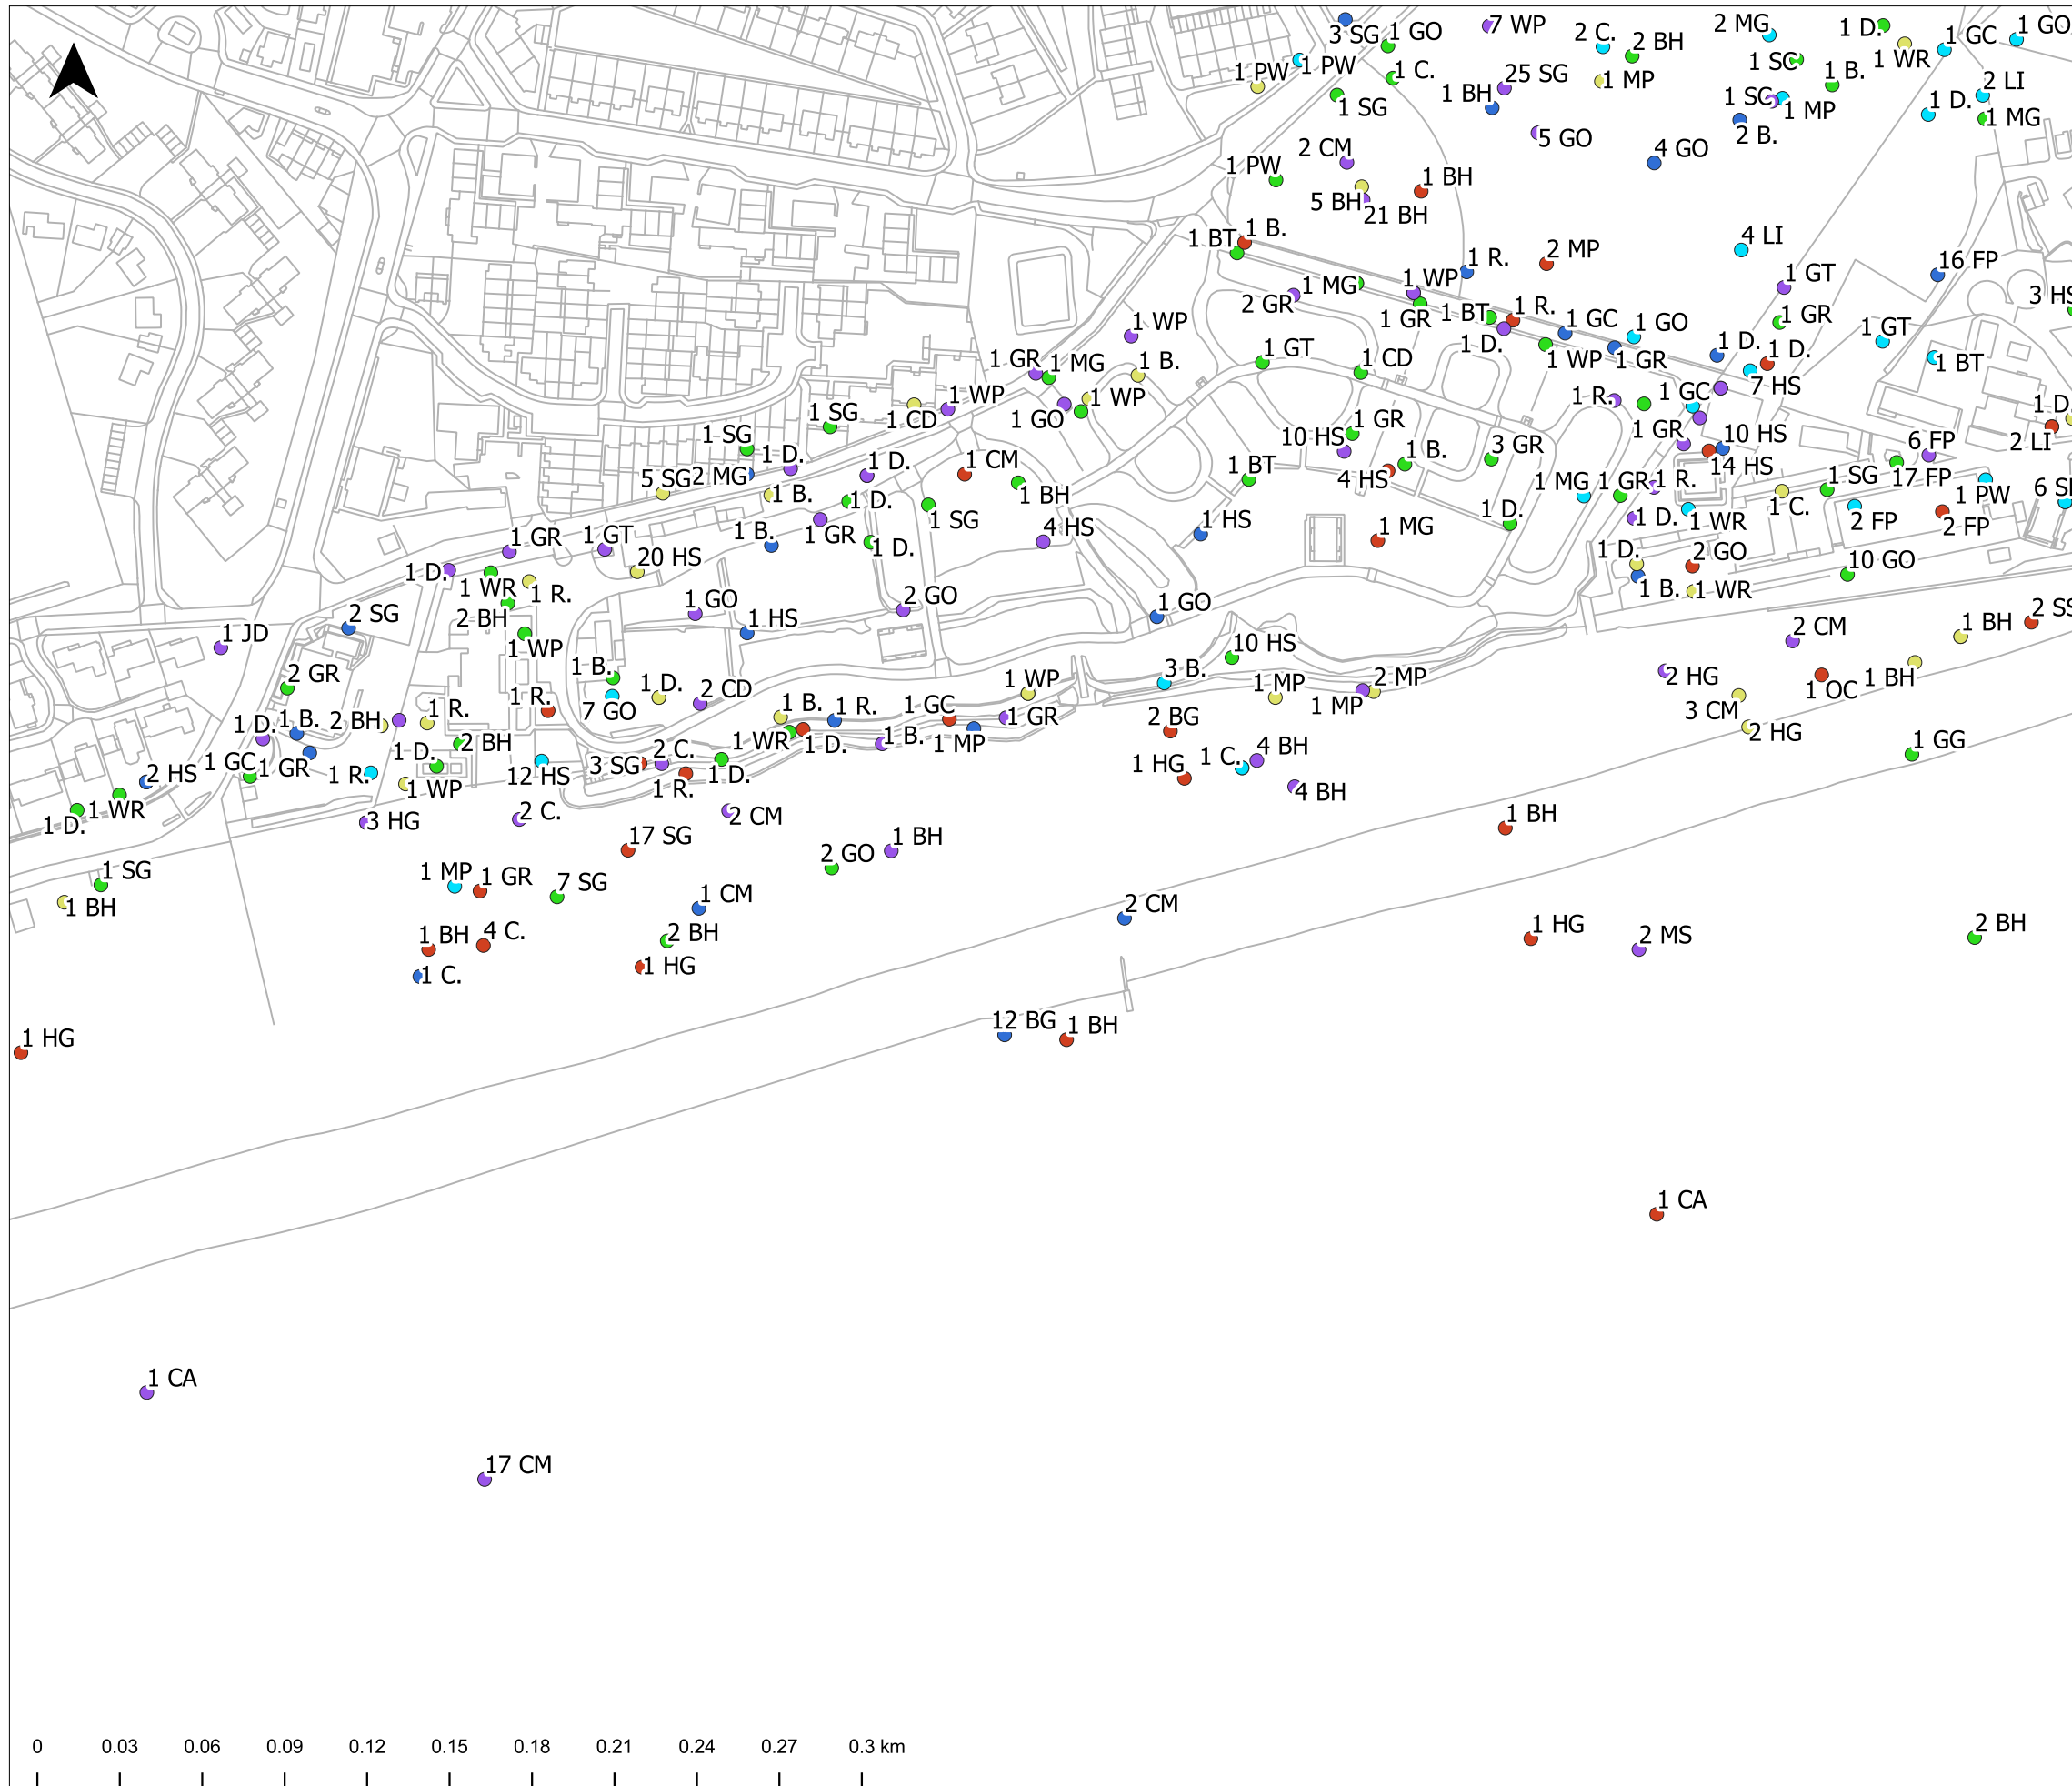 3 SG
1 GO
7 WP
2 C.
2 BH
2 MG
1 D.
1 WR
1 GC
1 GO
1 PW
1 PW
1 C.
25 SG
1 MP
1 SC
1 B.
2 LI
1 SG
1 BH
1 SC
1 MP
1 D.
1 MG
2 B.
5 GO
4 GO
2 CM
1 PW
1 BH
5 BH
21 BH
1 BT
1 B.
4 LI
1 R.
2 MP
16 FP
1 GT
3 HS
1 MG
1 WP
2 GR
1 GR
1 BT
1 R.
1 GC
1 GO
1 GR
1 GT
1 WP
1 D.
1 WP
1 GR
1 D.
1 D.
1 BT
1 GR
1 MG
1 B.
1 GT
1 CD
7 HS
1 WP
1 CD
1 GO
1 WP
1 R.
1 GC
1 D.
1 SG
1 SG
1 GR
10 HS
1 GR
10 HS
6 FP
2 LI
1 D.
1 D.
1 CM
1 BT
4 HS
1 B.
3 GR
14 HS
5 SG
2 MG
1 B.
1 D.
1 BH
1 MG
1 GR
1 R.
1 SG
17 FP
1 PW
1 C.
1 GR
1 SG
1 HS
1 D.
1 D.
1 WR
2 FP
2 FP
1 GR
1 GT
1 B.
1 D.
4 HS
1 MG
1 D.
2 GO
20 HS
10 GO
1 D.
1 WR
1 R.
1 B.
1 WR
2 BH
1 GO
2 GO
1 GO
2 SG
1 HS
1 BH
1 JD
1 WP
10 HS
2 CM
2 GR
1 B.
1 D.
2 CD
1 WP
3 B.
1 MP
2 MP
2 HG
1 OC
1 BH
1 R.
7 GO
1 MP
3 CM
1 D.
1 B.
2 BH
1 R.
1 B.
1 R.
1 GC
1 GR
2 BG
2 HG
1 D.
2 BH
1 WR
1 D.
1 B.
1 MP
4 BH
1 GG
1 GC
1 GR
1 R.
12 HS
3 SG
2 C.
1 D.
1 HG
1 C.
2 HS
1 WP
1 R.
4 BH
1 WR
1 D.
3 HG
2 C.
2 CM
1 BH
17 SG
1 BH
2 GO
1 SG
1 BH
1 MP
1 GR
7 SG
1 CM
2 CM
1 BH
4 C.
2 BH
1 HG
2 MS
2 BH
1 C.
1 HG
1 HG
12 BG
1 BH
1 CA
1 CA
17 CM
0 0.03 0.06 0.09 0.12 0.15 0.18 0.21 0.24 0.27 0.3 km